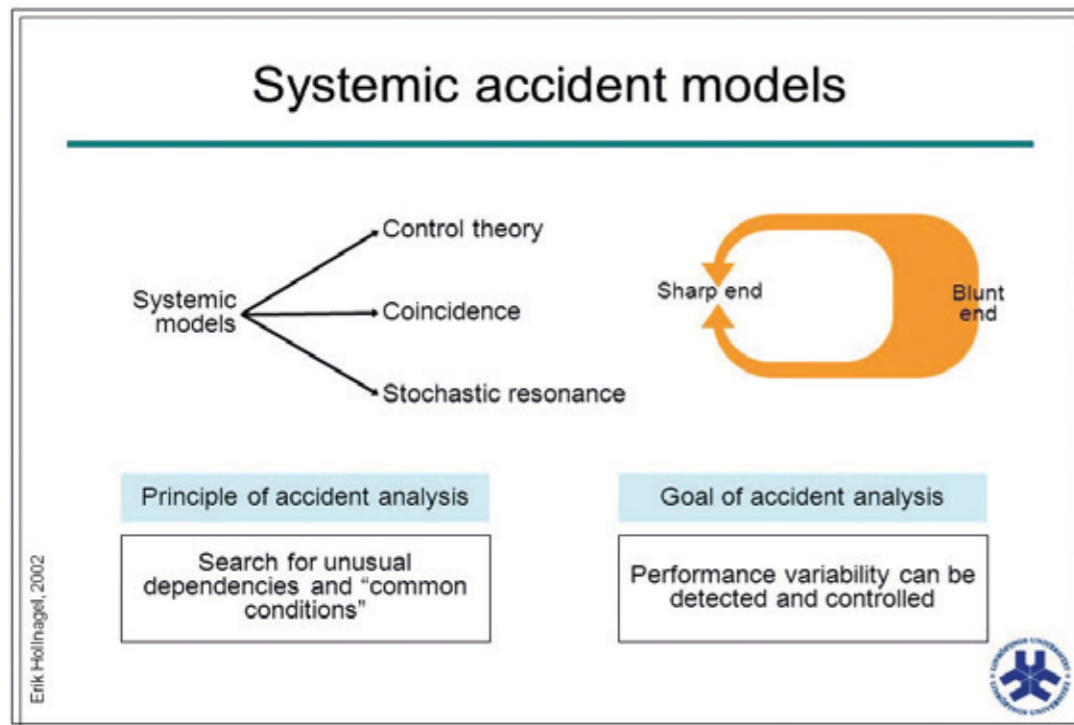 Systemic accident models
Control theory
Systemic
models
Coincidence
Stochastic resonance
Sharp end
Blunt
end
Principle of accident analysis
Search for unusual
dependencies and “common
conditions”
Goal of accident analysis
Performance variability can be
detected and controlled
Erik Hollnagel, 2002